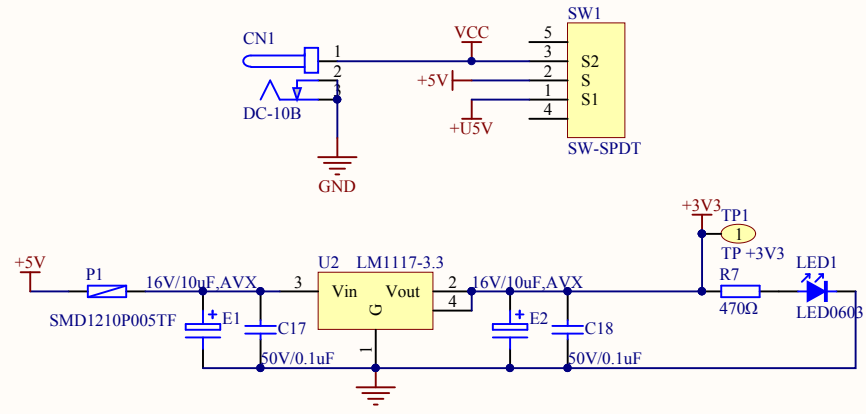 SW1
CN1
VCC
5
1
3
S2
2
+5V
2
S
3
1
S1
DC-10B
+U5V
4
SW-SPDT
GND
+3V3
TP1
1
TP +3V3
+5V
P1
U2
LM1117-3.3
R7
LED1
16V/10uF,AVX
3
Vin
Vout
2
16V/10uF,AVX
4
G
470Ω
LED0603
SMD1210P005TF
E1
C17
E2
C18
1
50V/0.1uF
50V/0.1uF